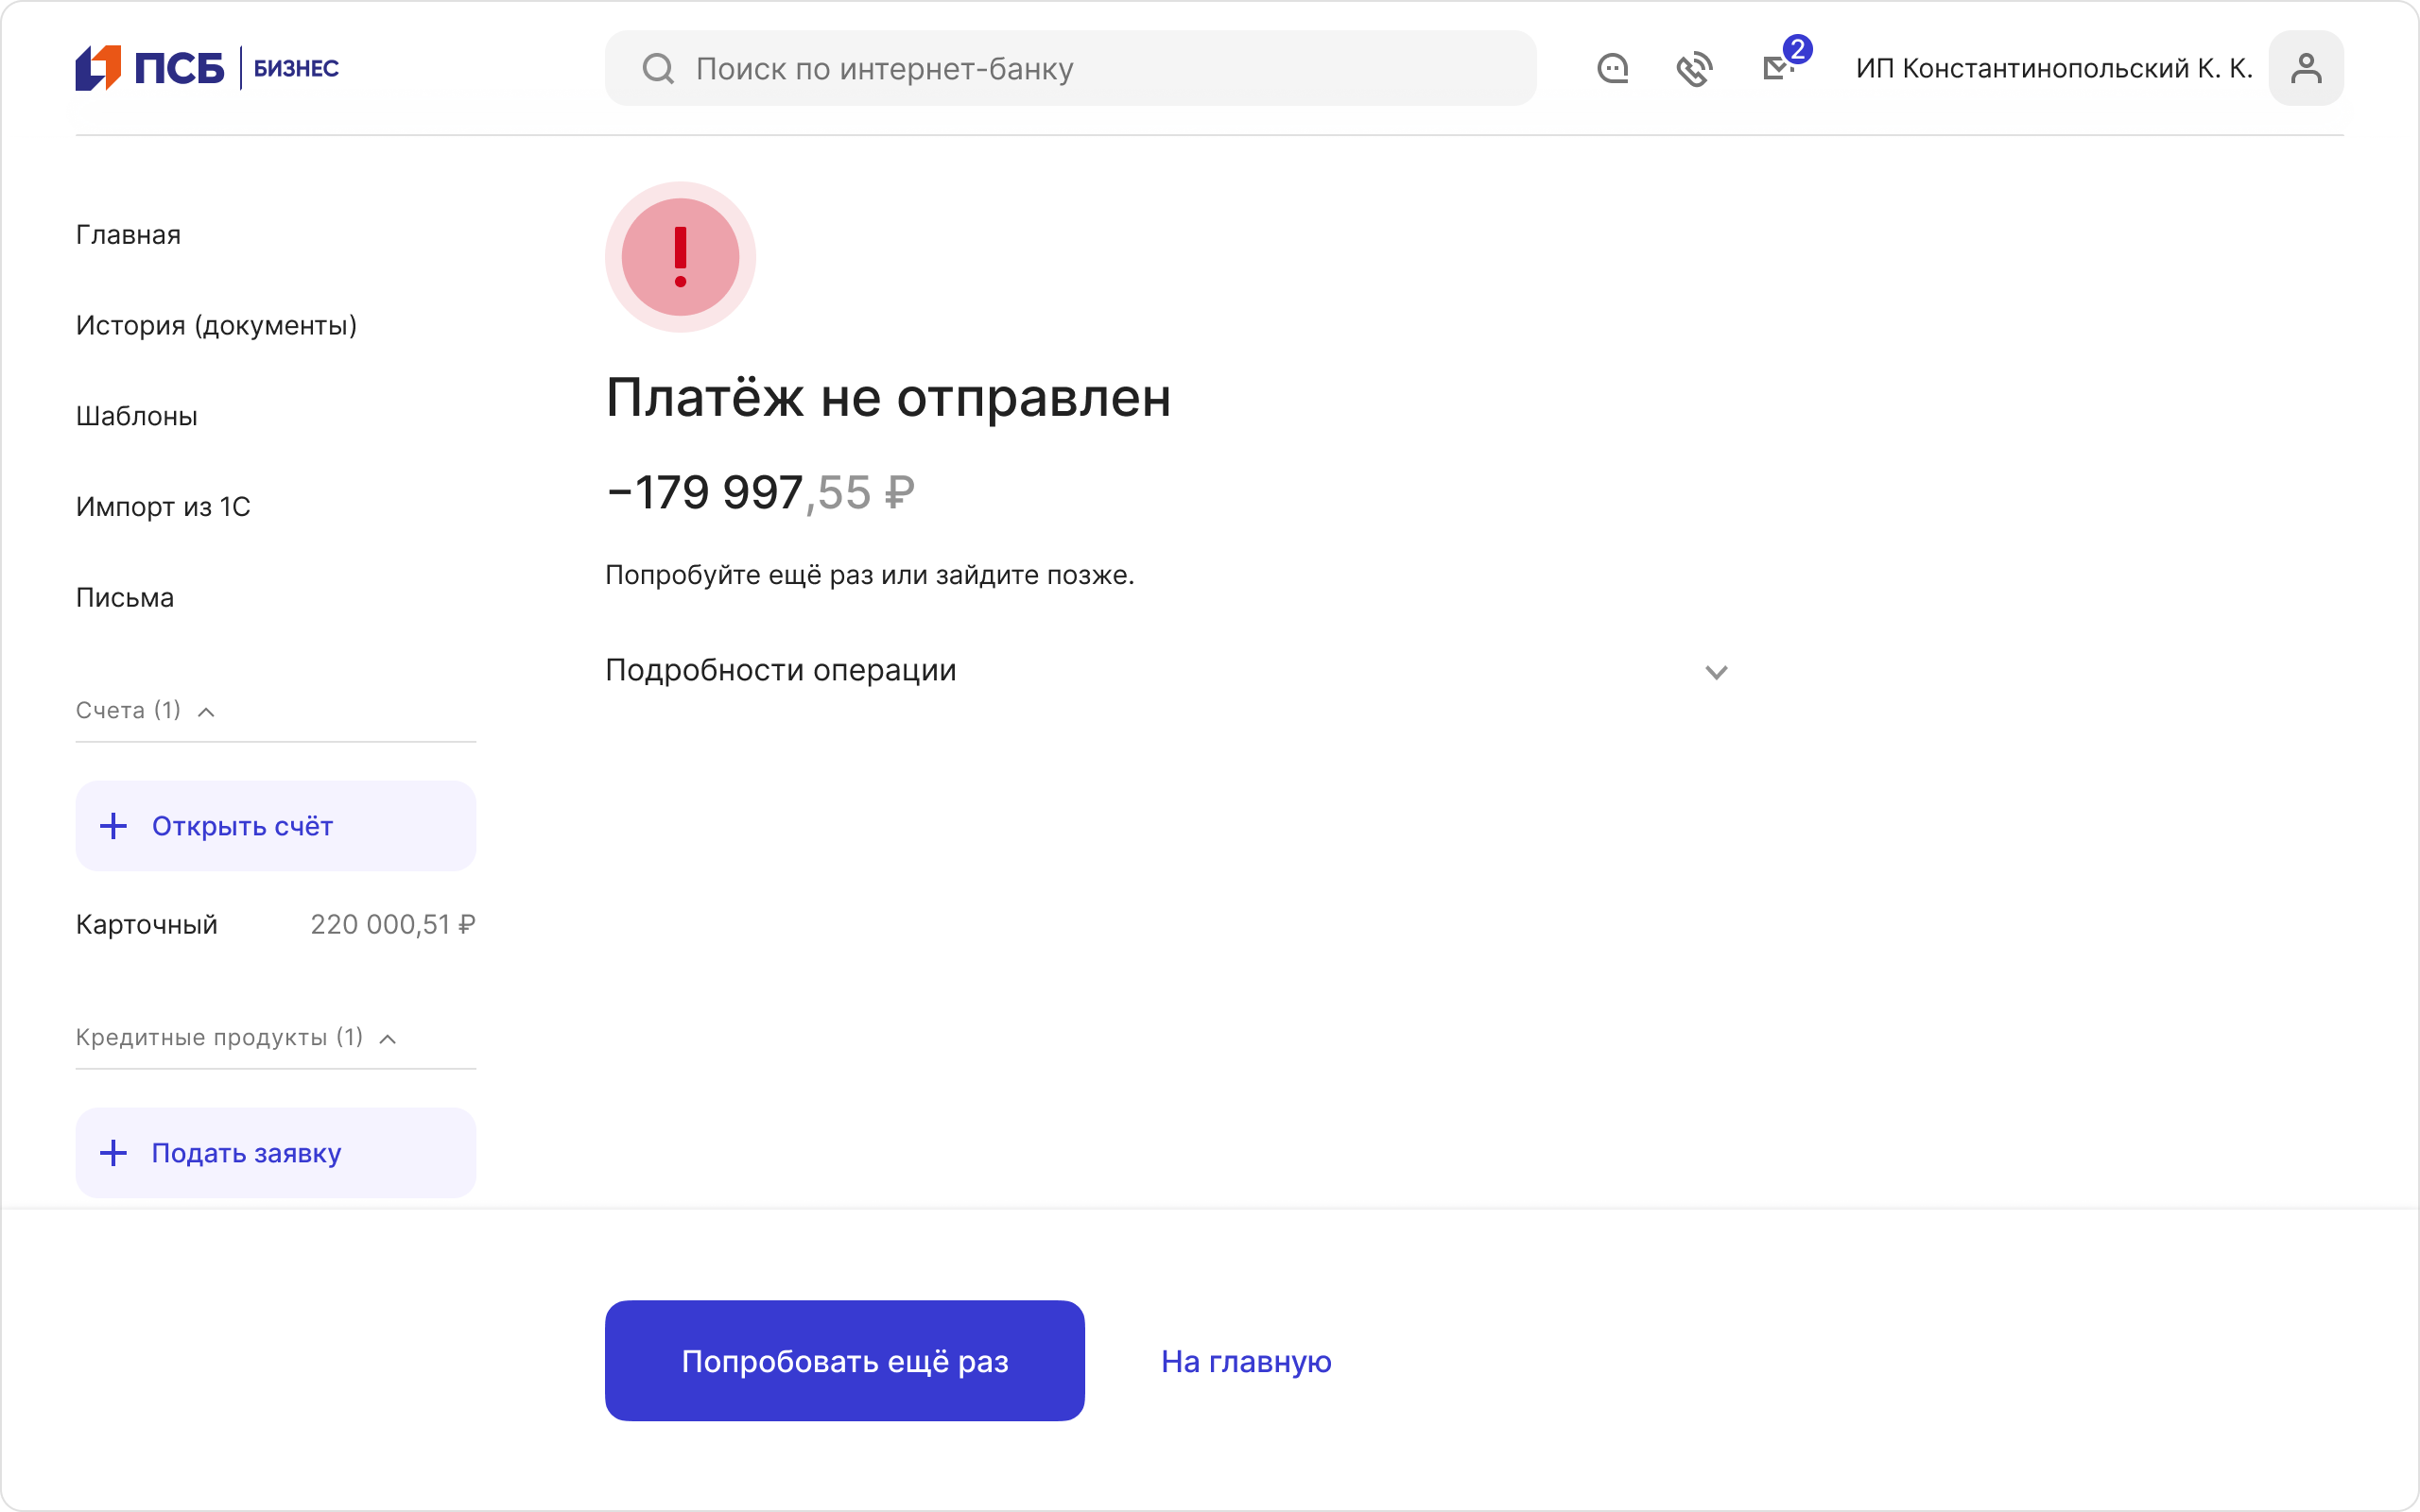 ПСБ БИЗНЕС
Поиск по интернет-банку
2
ИП Константинопольский К. К.
Главная
История (документы)
Шаблоны
Импорт из 1С
Письма
Счета (1)
Открыть счёт
Карточный 220 000,51 ₽
Кредитные продукты (1)
Подать заявку
Платёж не отправлен
−179 997,55 ₽
Попробуйте ещё раз или зайдите позже.
Подробности операции
Попробовать ещё раз
На главную